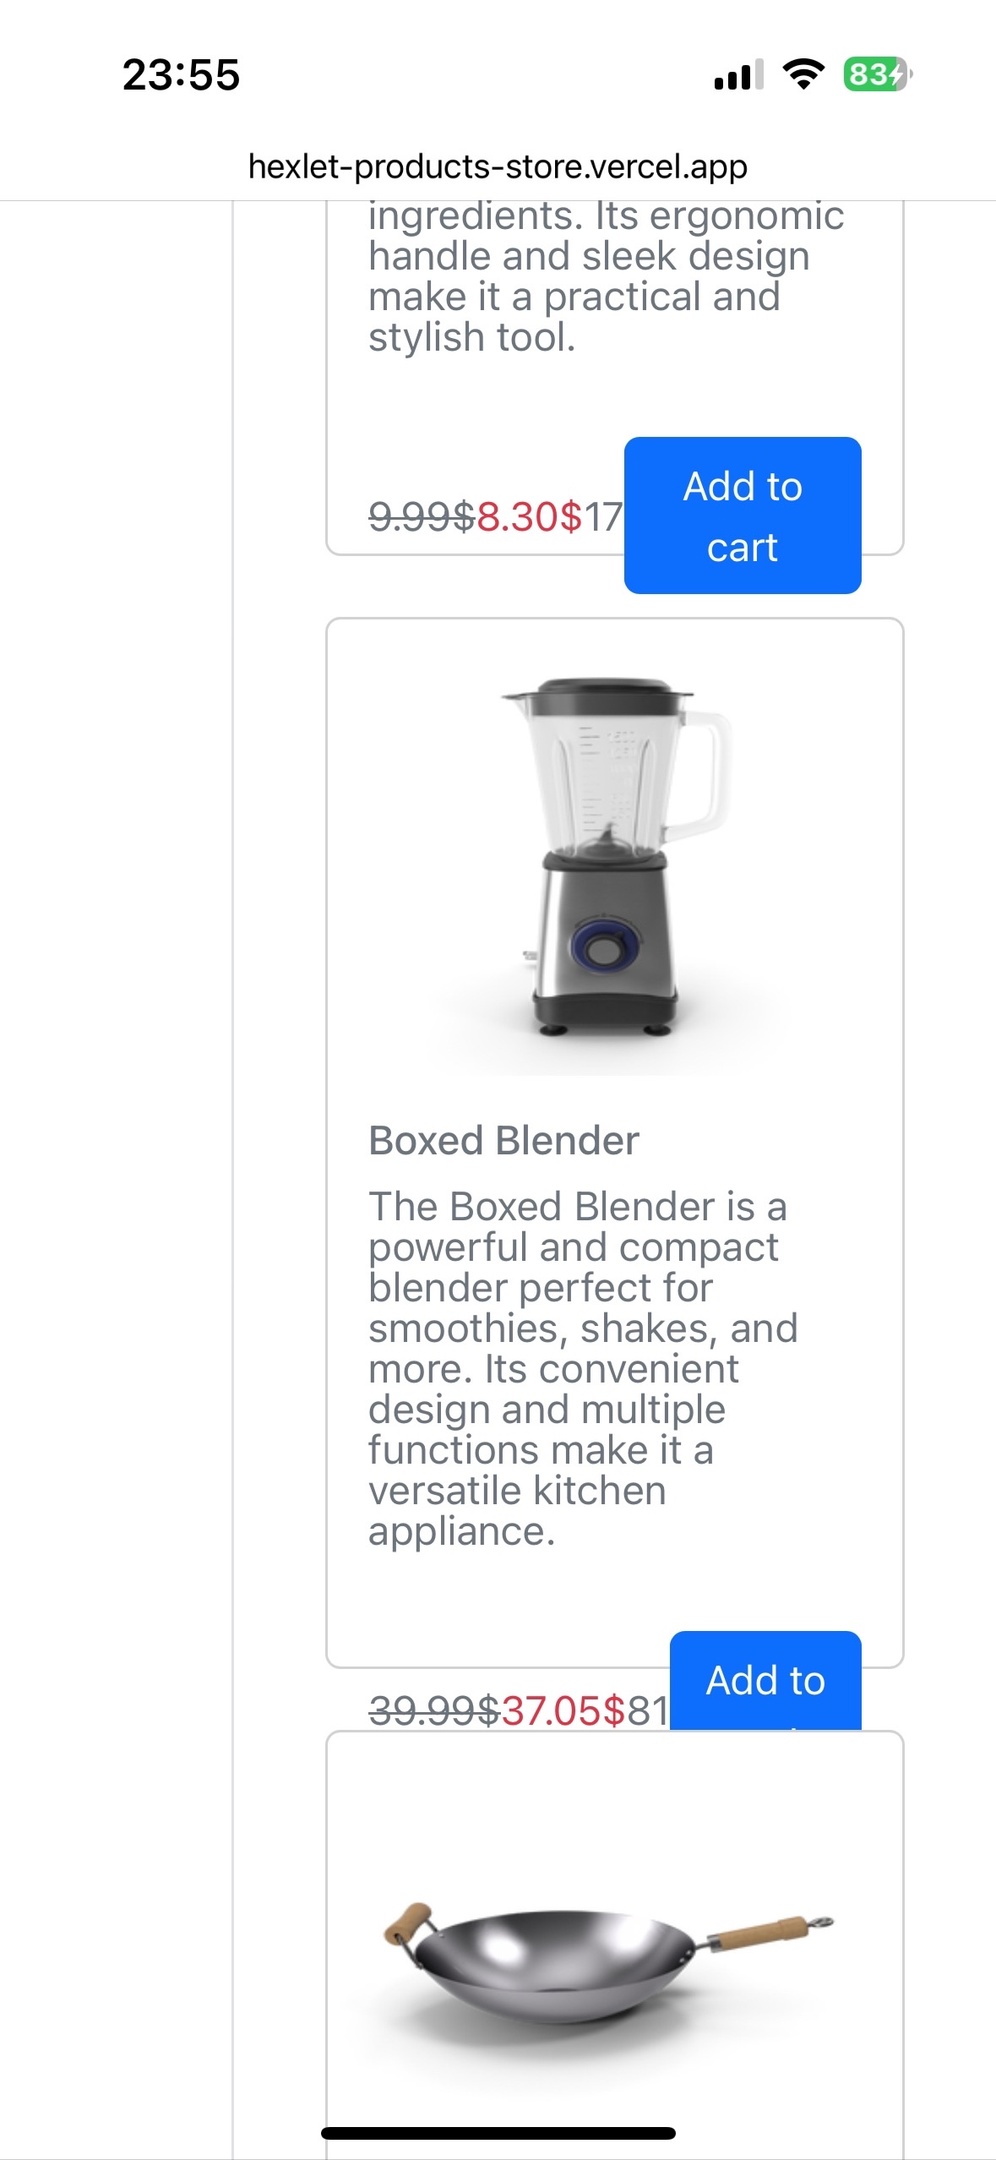 23:55
83
hexlet-products-store.vercel.app
ingredients. Its ergonomic
handle and sleek design
make it a practical and
stylish tool.
9.99$8.30$17
Add to
cart
Boxed Blender
The Boxed Blender is a
powerful and compact
blender perfect for
smoothies, shakes, and
more. Its convenient
design and multiple
functions make it a
versatile kitchen
appliance.
39.99$37.05$81
Add to